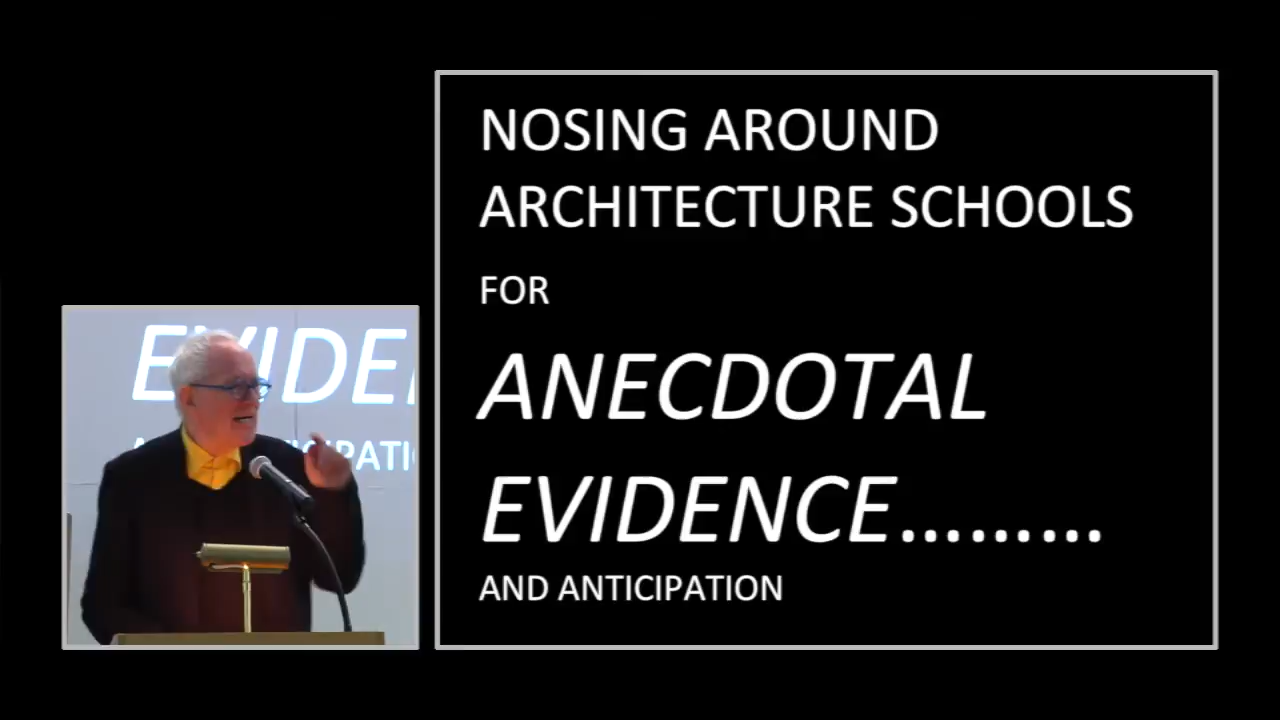 NOSING AROUND
ARCHITECTURE SCHOOLS
FOR
ANECDOTAL
EVIDENCE.........
AND ANTICIPATION